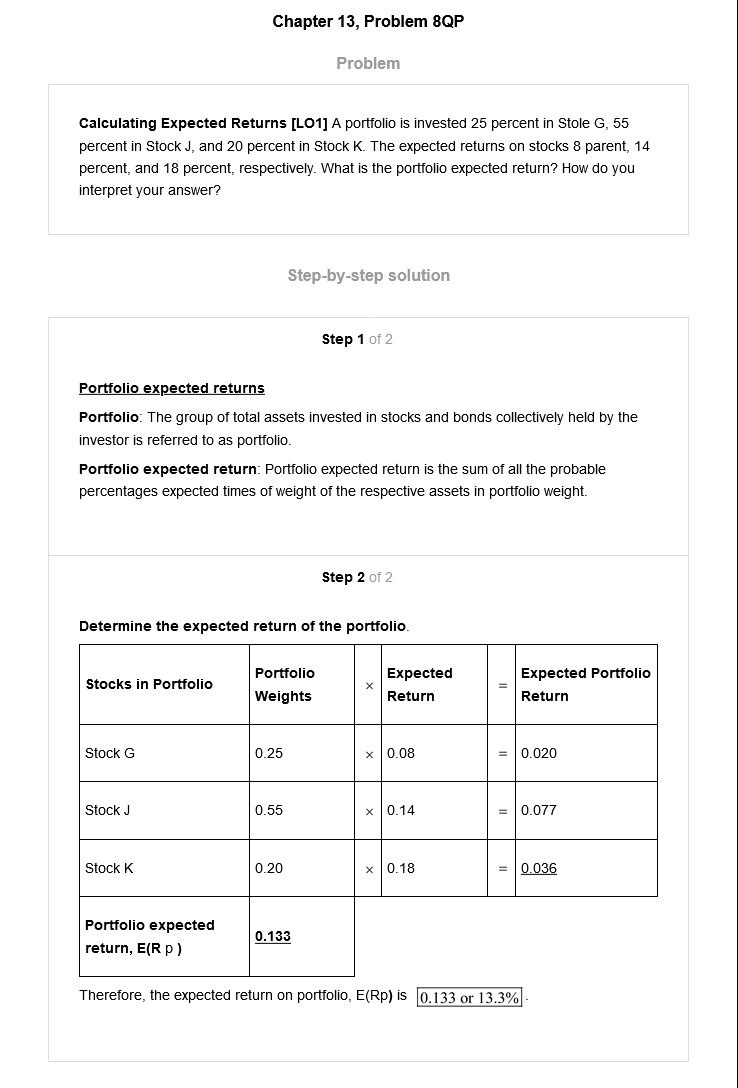 Chapter 13, Problem 8QP
Problem
Calculating Expected Returns [LO1] A portfolio is invested 25 percent in Stole G, 55
percent in Stock J, and 20 percent in Stock K. The expected returns on stocks 8 parent, 14
percent, and 18 percent, respectively. What is the portfolio expected return? How do you
interpret your answer?
Step-by-step solution
Step 1 of 2
Portfolio expected returns
Portfolio: The group of total assets invested in stocks and bonds collectively held by the
investor is referred to as portfolio.
Portfolio expected return: Portfolio expected return is the sum of all the probable
percentages expected times of weight of the respective assets in portfolio weight.
Step 2 of 2
Determine the expected return of the portfolio.
Stocks in Portfolio Portfolio Weights × Expected Return = Expected Portfolio Return
Stock G 0.25 × 0.08 = 0.020
Stock J 0.55 × 0.14 = 0.077
Stock K 0.20 × 0.18 = 0.036
Portfolio expected return, E(R p ) 0.133
Therefore, the expected return on portfolio, E(Rp) is 0.133 or 13.3%.